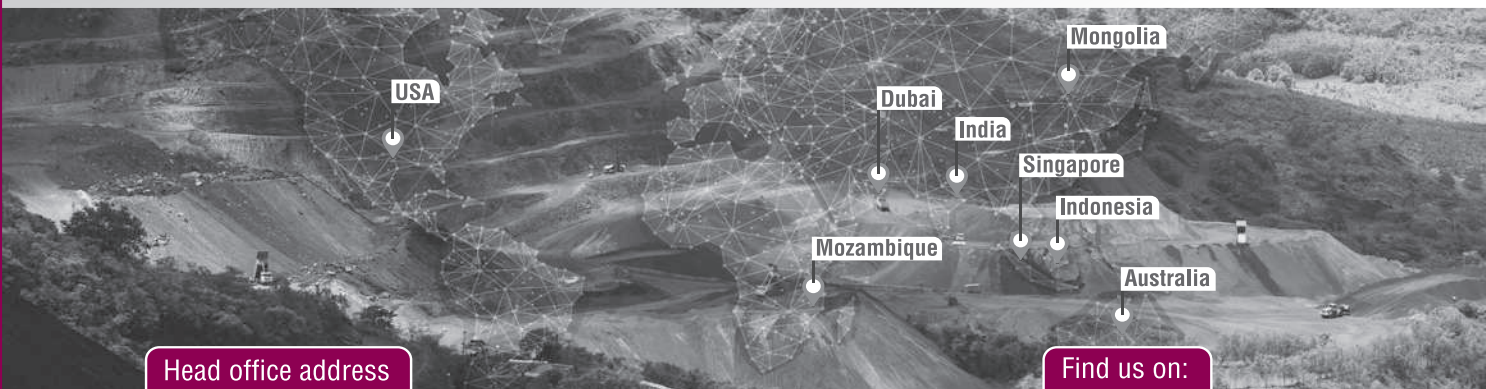 Mongolia
USA
Dubai
India
Singapore
Indonesia
Mozambique
Australia
Head office address
Find us on: